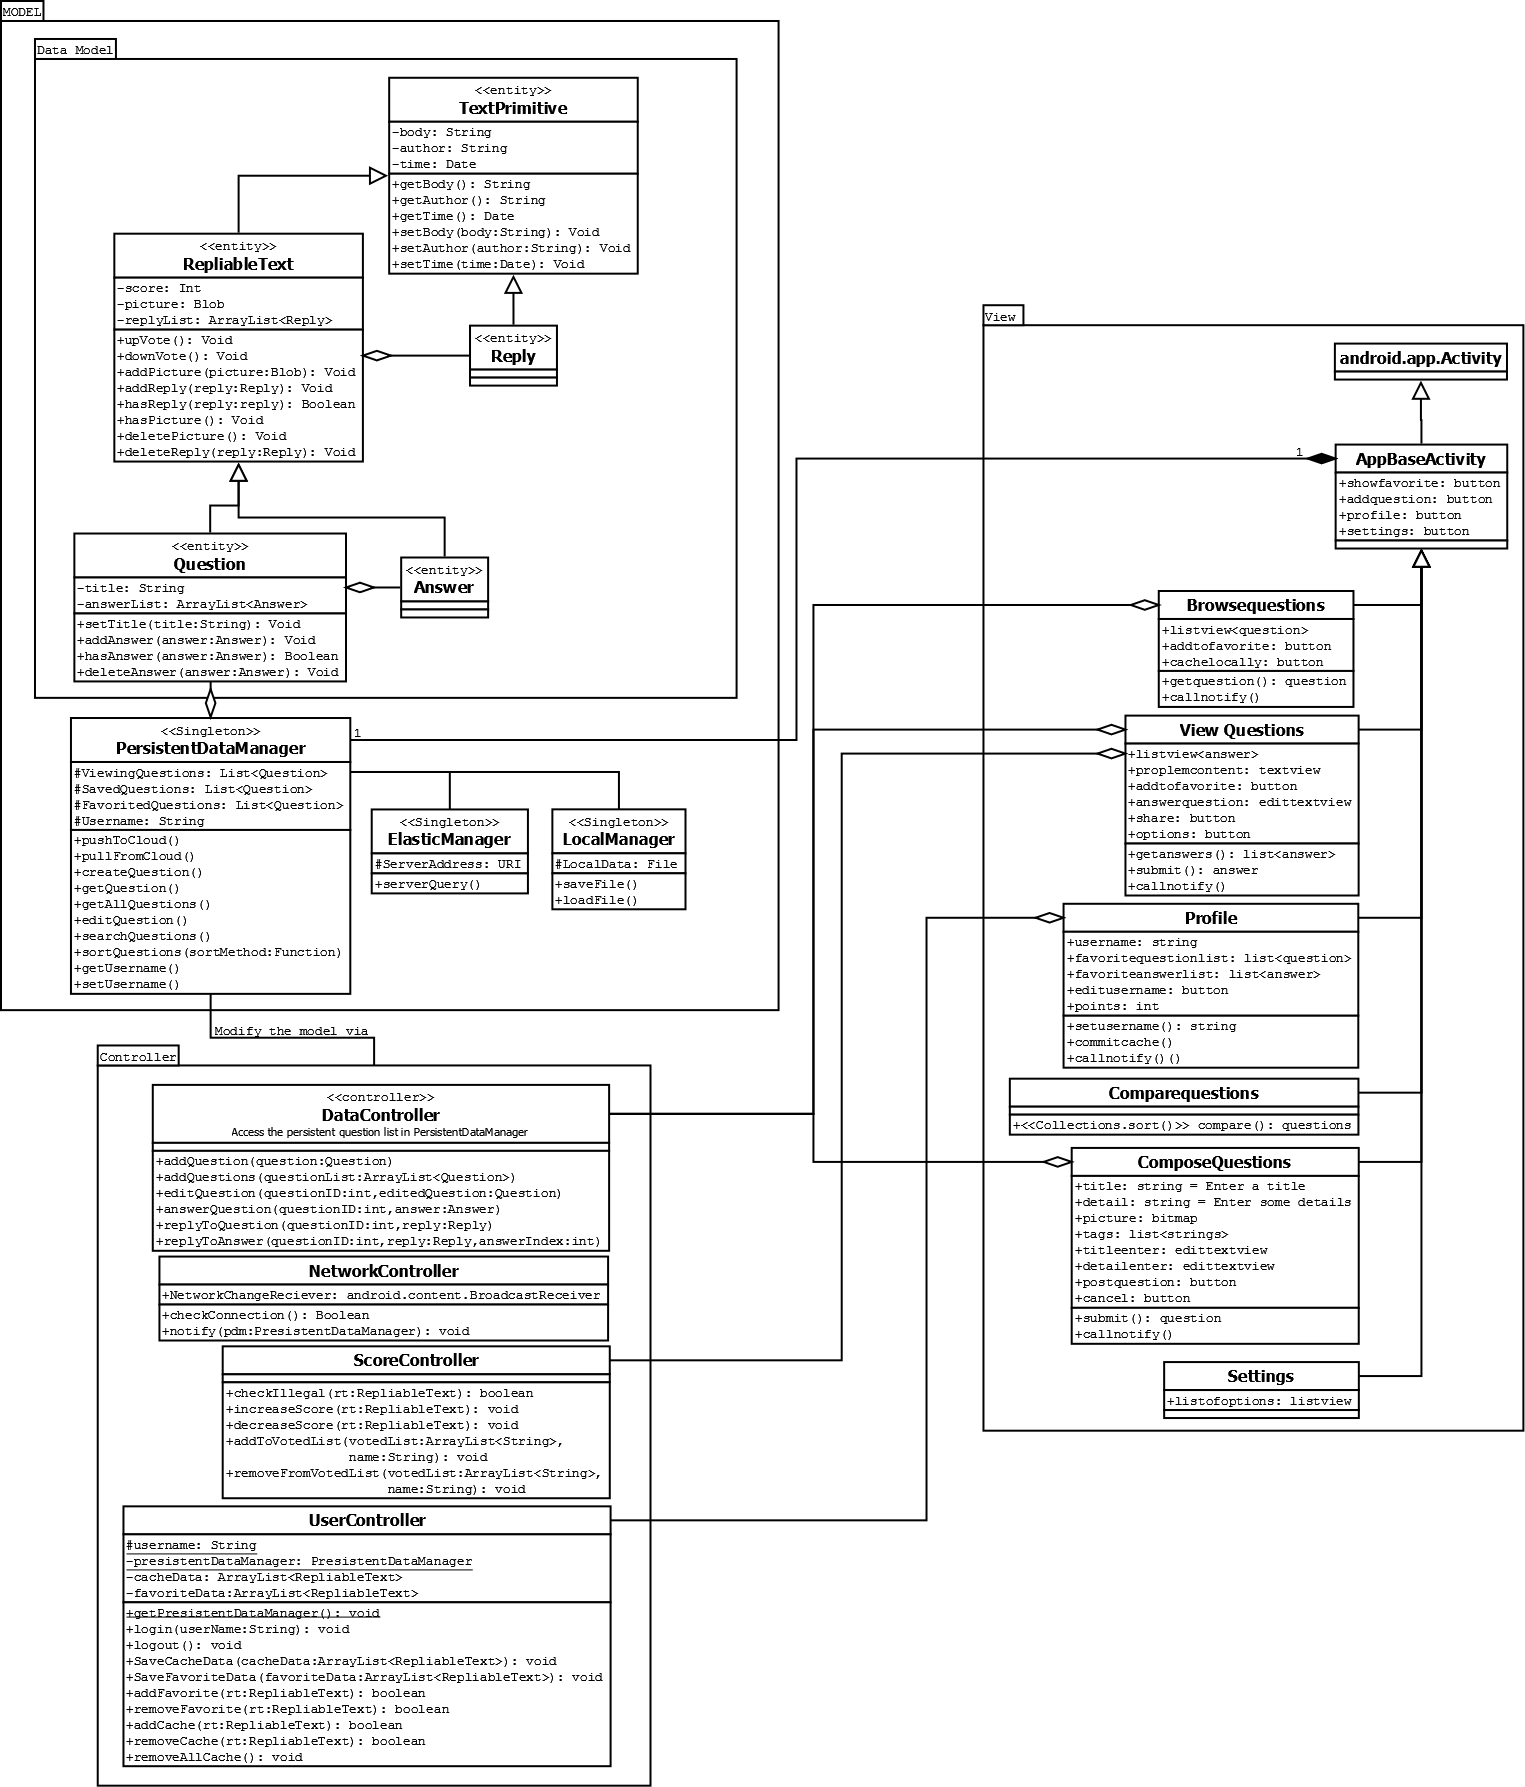 MODEL
Data Model
<<entity>>
TextPrimitive
-body: String
-author: String
-time: Date
+getBody(): String
+getAuthor(): String
+getTime(): Date
+setBody(body:String): Void
+setAuthor(author:String): Void
+setTime(time:Date): Void
<<entity>>
RepliableText
-score: Int
-picture: Blob
-replyList: ArrayList<Reply>
+upVote(): Void
+downVote(): Void
+addPicture(picture:Blob): Void
+addReply(reply:Reply): Void
+hasReply(reply:reply): Boolean
+hasPicture(): Void
+deletePicture(): Void
+deleteReply(reply:Reply): Void
<<entity>>
Reply
<<entity>>
Question
-title: String
-answerList: ArrayList<Answer>
+setTitle(title:String): Void
+addAnswer(answer:Answer): Void
+hasAnswer(answer:Answer): Boolean
+deleteAnswer(answer:Answer): Void
<<entity>>
Answer
<<Singleton>>
PersistentDataManager
#ViewingQuestions: List<Question>
#SavedQuestions: List<Question>
#FavoritedQuestions: List<Question>
#Username: String
+pushToCloud()
+pullFromCloud()
+createQuestion()
+getQuestion()
+getAllQuestions()
+editQuestion()
+searchQuestions()
+sortQuestions(sortMethod:Function)
+getUsername()
+setUsername()
1
<<Singleton>>
ElasticManager
#ServerAddress: URI
+serverQuery()
<<Singleton>>
LocalManager
#LocalData: File
+saveFile()
+loadFile()
Modify the model via
Controller
<<controller>>
DataController
Access the persistent question list in PersistentDataManager
+addQuestion(question:Question)
+addQuestions(questionList:ArrayList<Question>)
+editQuestion(questionID:int,editedQuestion:Question)
+answerQuestion(questionID:int,answer:Answer)
+replyToQuestion(questionID:int,reply:Reply)
+replyToAnswer(questionID:int,reply:Reply,answerIndex:int)
NetworkController
+NetworkChangeReciever: android.content.BroadcastReceiver
+checkConnection(): Boolean
+notify(pdm:PresistentDataManager): void
ScoreController
+checkIllegal(rt:RepliableText): boolean
+increaseScore(rt:RepliableText): void
+decreaseScore(rt:RepliableText): void
+addToVotedList(votedList:ArrayList<String>,
name:String): void
+removeFromVotedList(votedList:ArrayList<String>,
name:String): void
UserController
#username: String
-presistentDataManager: PresistentDataManager
-cacheData: ArrayList<RepliableText>
-favoriteData:ArrayList<RepliableText>
+getPresistentDataManager(): void
+login(userName:String): void
+logout(): void
+SaveCacheData(cacheData:ArrayList<RepliableText>): void
+SaveFavoriteData(favoriteData:ArrayList<RepliableText>): void
+addFavorite(rt:RepliableText): boolean
+removeFavorite(rt:RepliableText): boolean
+addCache(rt:RepliableText): boolean
+removeCache(rt:RepliableText): boolean
+removeAllCache(): void
View
android.app.Activity
1
AppBaseActivity
+showfavorite: button
+addquestion: button
+profile: button
+settings: button
Browsequestions
+listview<question>
+addtofavorite: button
+cachelocally: button
+getquestion(): question
+callnotify()
View Questions
+listview<answer>
+proplemcontent: textview
+addtofavorite: button
+answerquestion: edittextview
+share: button
+options: button
+getanswers(): list<answer>
+submit(): answer
+callnotify()
Profile
+username: string
+favoritequestionlist: list<question>
+favoriteanswerlist: list<answer>
+editusername: button
+points: int
+setusername(): string
+commitcache()
+callnotify()()
Comparequestions
+<<Collections.sort()>> compare(): questions
ComposeQuestions
+title: string = Enter a title
+detail: string = Enter some details
+picture: bitmap
+tags: list<strings>
+titleenter: edittextview
+detailenter: edittextview
+postquestion: button
+cancel: button
+submit(): question
+callnotify()
Settings
+listofoptions: listview